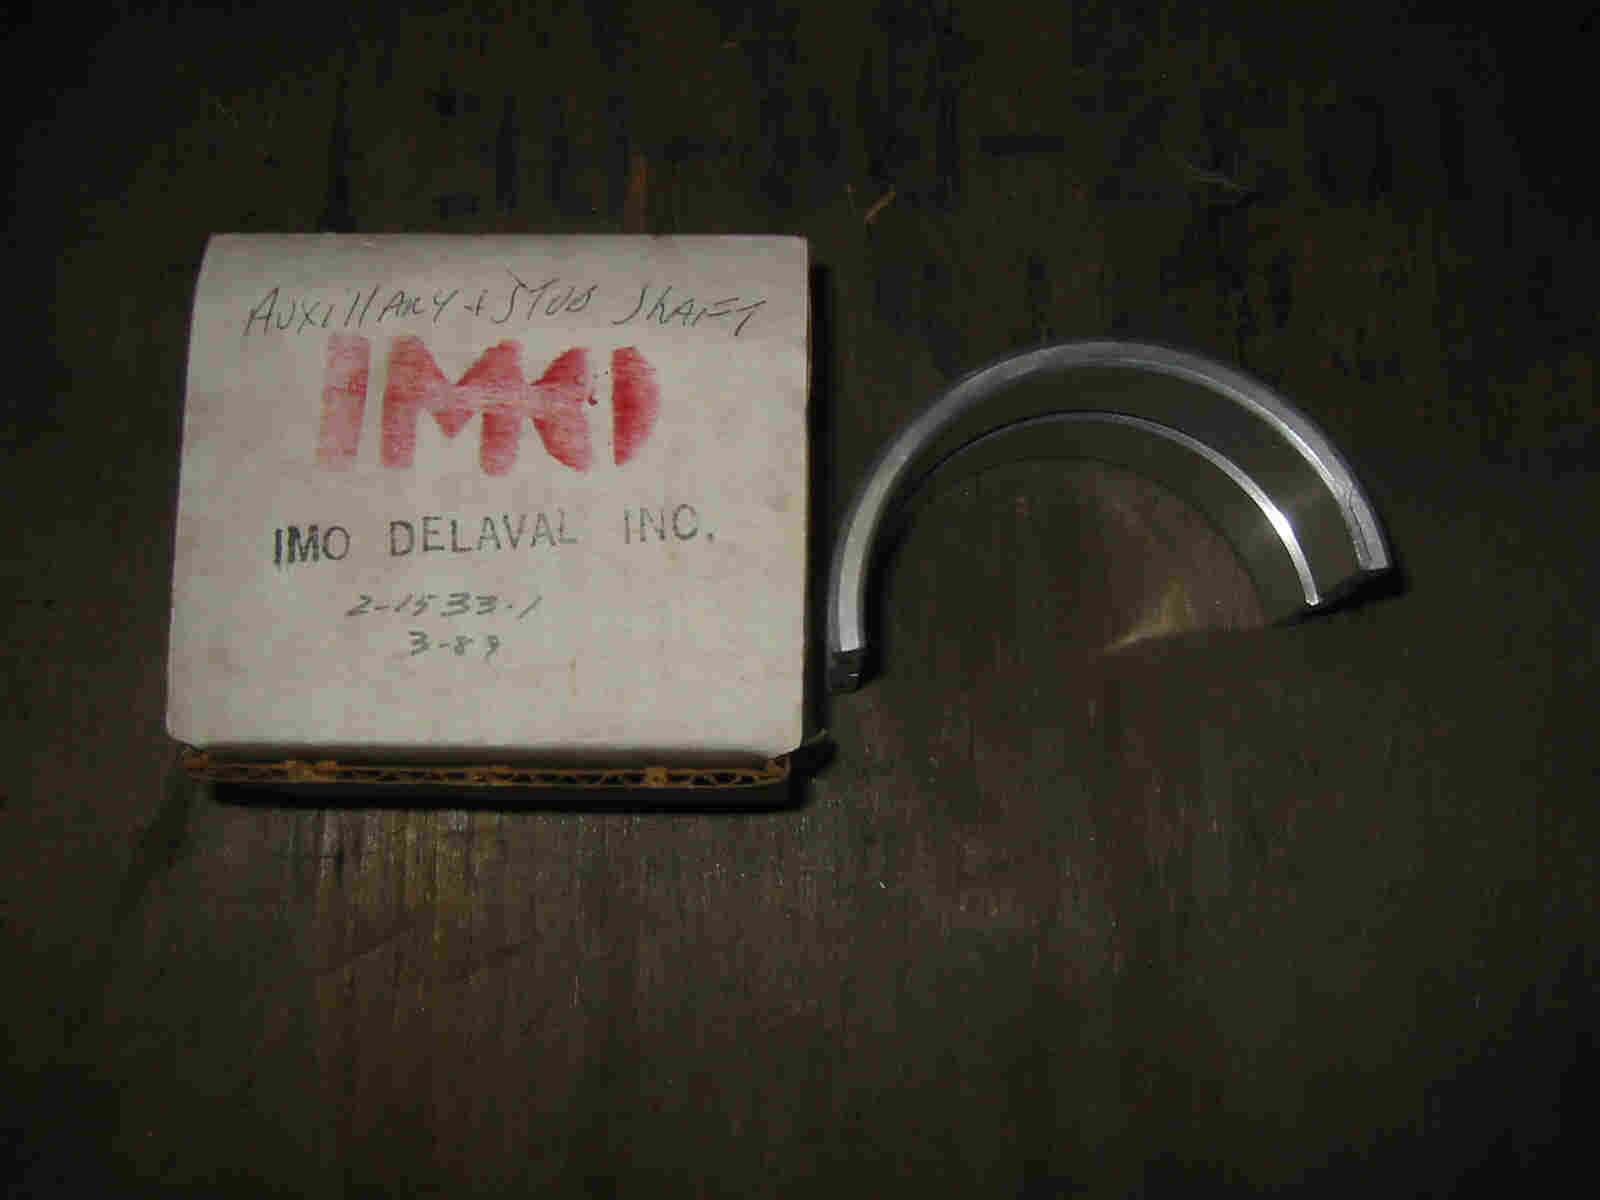 AUXillARY + STUB ShAFT
IMO
IMO DELAVAL INC.
2-1533-1
3-89